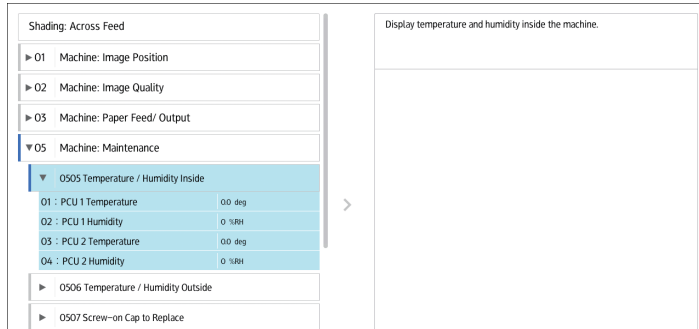 Shading: Across Feed
Display temperature and humidity inside the machine.
▶ 01 Machine: Image Position
▶ 02 Machine: Image Quality
▶ 03 Machine: Paper Feed/ Output
▼ 05 Machine: Maintenance
▼ 0505 Temperature / Humidity Inside
01 : PCU 1 Temperature 0.0 deg
02 : PCU 1 Humidity 0 %RH
03 : PCU 2 Temperature 0.0 deg
04 : PCU 2 Humidity 0 %RH
▶ 0506 Temperature / Humidity Outside
▶ 0507 Screw-on Cap to Replace